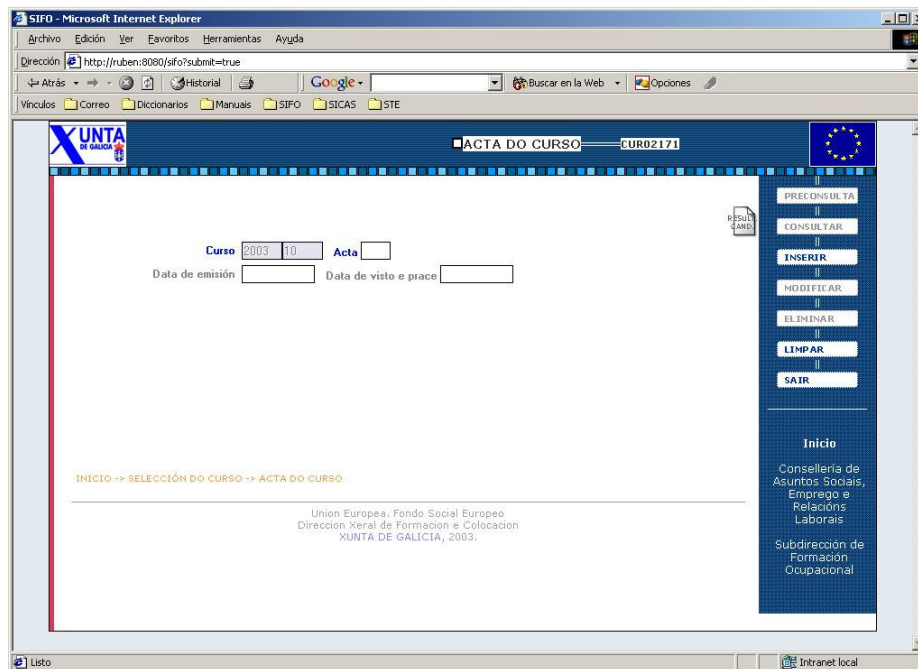 SIFO - Microsoft Internet Explorer
Archivo Edición Ver Favoritos Herramientas Ayuda
Dirección http://ruben:8080/sifo?submit=true
Atrás Historial Google Buscar en la Web Opciones
Vínculos Correo Diccionarios Manuais SIFO SICAS STE
XUNTA
DE GALICIA
ACTA DO CURSO CUR02171
PRECONSULTA
RESULT.
CAND.
CONSULTAR
Curso 2003 10 Acta
INSERIR
Data de emisión Data de visto e prace
MODIFICAR
ELIMINAR
LIMPAR
SAIR
Inicio
Consellería de
Asuntos Sociais,
Emprego e
Relacións
Laborais
Subdirección de
Formación
Ocupacional
INICIO -> SELECCIÓN DO CURSO -> ACTA DO CURSO
Union Europea. Fondo Social Europeo
Direccion Xeral de Formacion e Colocacion
XUNTA DE GALICIA, 2003.
Listo Intranet local